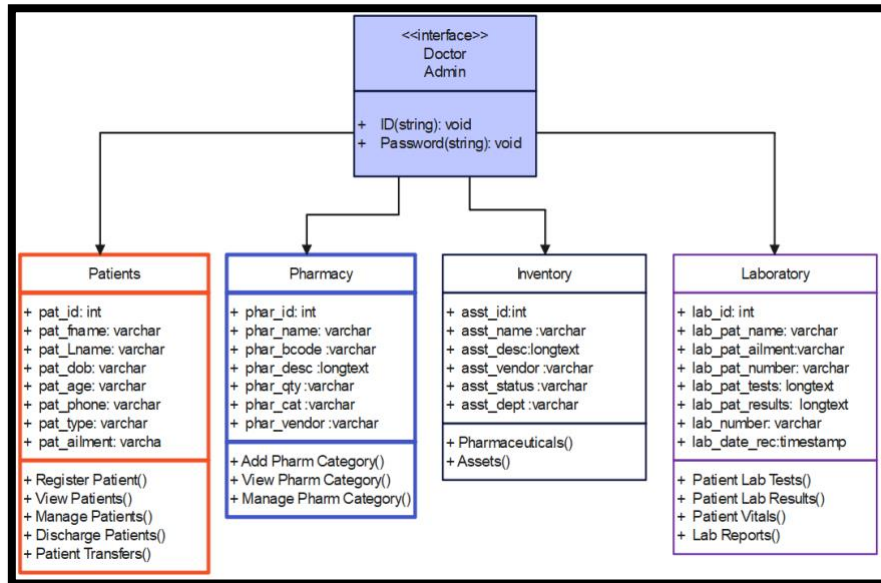 <<interface>>
Doctor
Admin
+ ID(string): void
+ Password(string): void
Patients
+ pat_id: int
+ pat_fname: varchar
+ pat_Lname: varchar
+ pat_dob: varchar
+ pat_age: varchar
+ pat_phone: varchar
+ pat_type: varchar
+ pat_ailment: varcha
+ Register Patient()
+ View Patients()
+ Manage Patients()
+ Discharge Patients()
+ Patient Transfers()
Pharmacy
+ phar_id: int
+ phar_name: varchar
+ phar_bcode :varchar
+ phar_desc :longtext
+ phar_qty :varchar
+ phar_cat :varchar
+ phar_vendor :varchar
+ Add Pharm Category()
+ View Pharm Category()
+ Manage Pharm Category()
Inventory
+ asst_id:int
+ asst_name :varchar
+ asst_desc:longtext
+ asst_vendor :varchar
+ asst_status :varchar
+ asst_dept :varchar
+ Pharmaceuticals()
+ Assets()
Laboratory
+ lab_id: int
+ lab_pat_name: varchar
+ lab_pat_ailment:varchar
+ lab_pat_number: varchar
+ lab_pat_tests: longtext
+ lab_pat_results: longtext
+ lab_number: varchar
+ lab_date_rec:timestamp
+ Patient Lab Tests()
+ Patient Lab Results()
+ Patient Vitals()
+ Lab Reports()